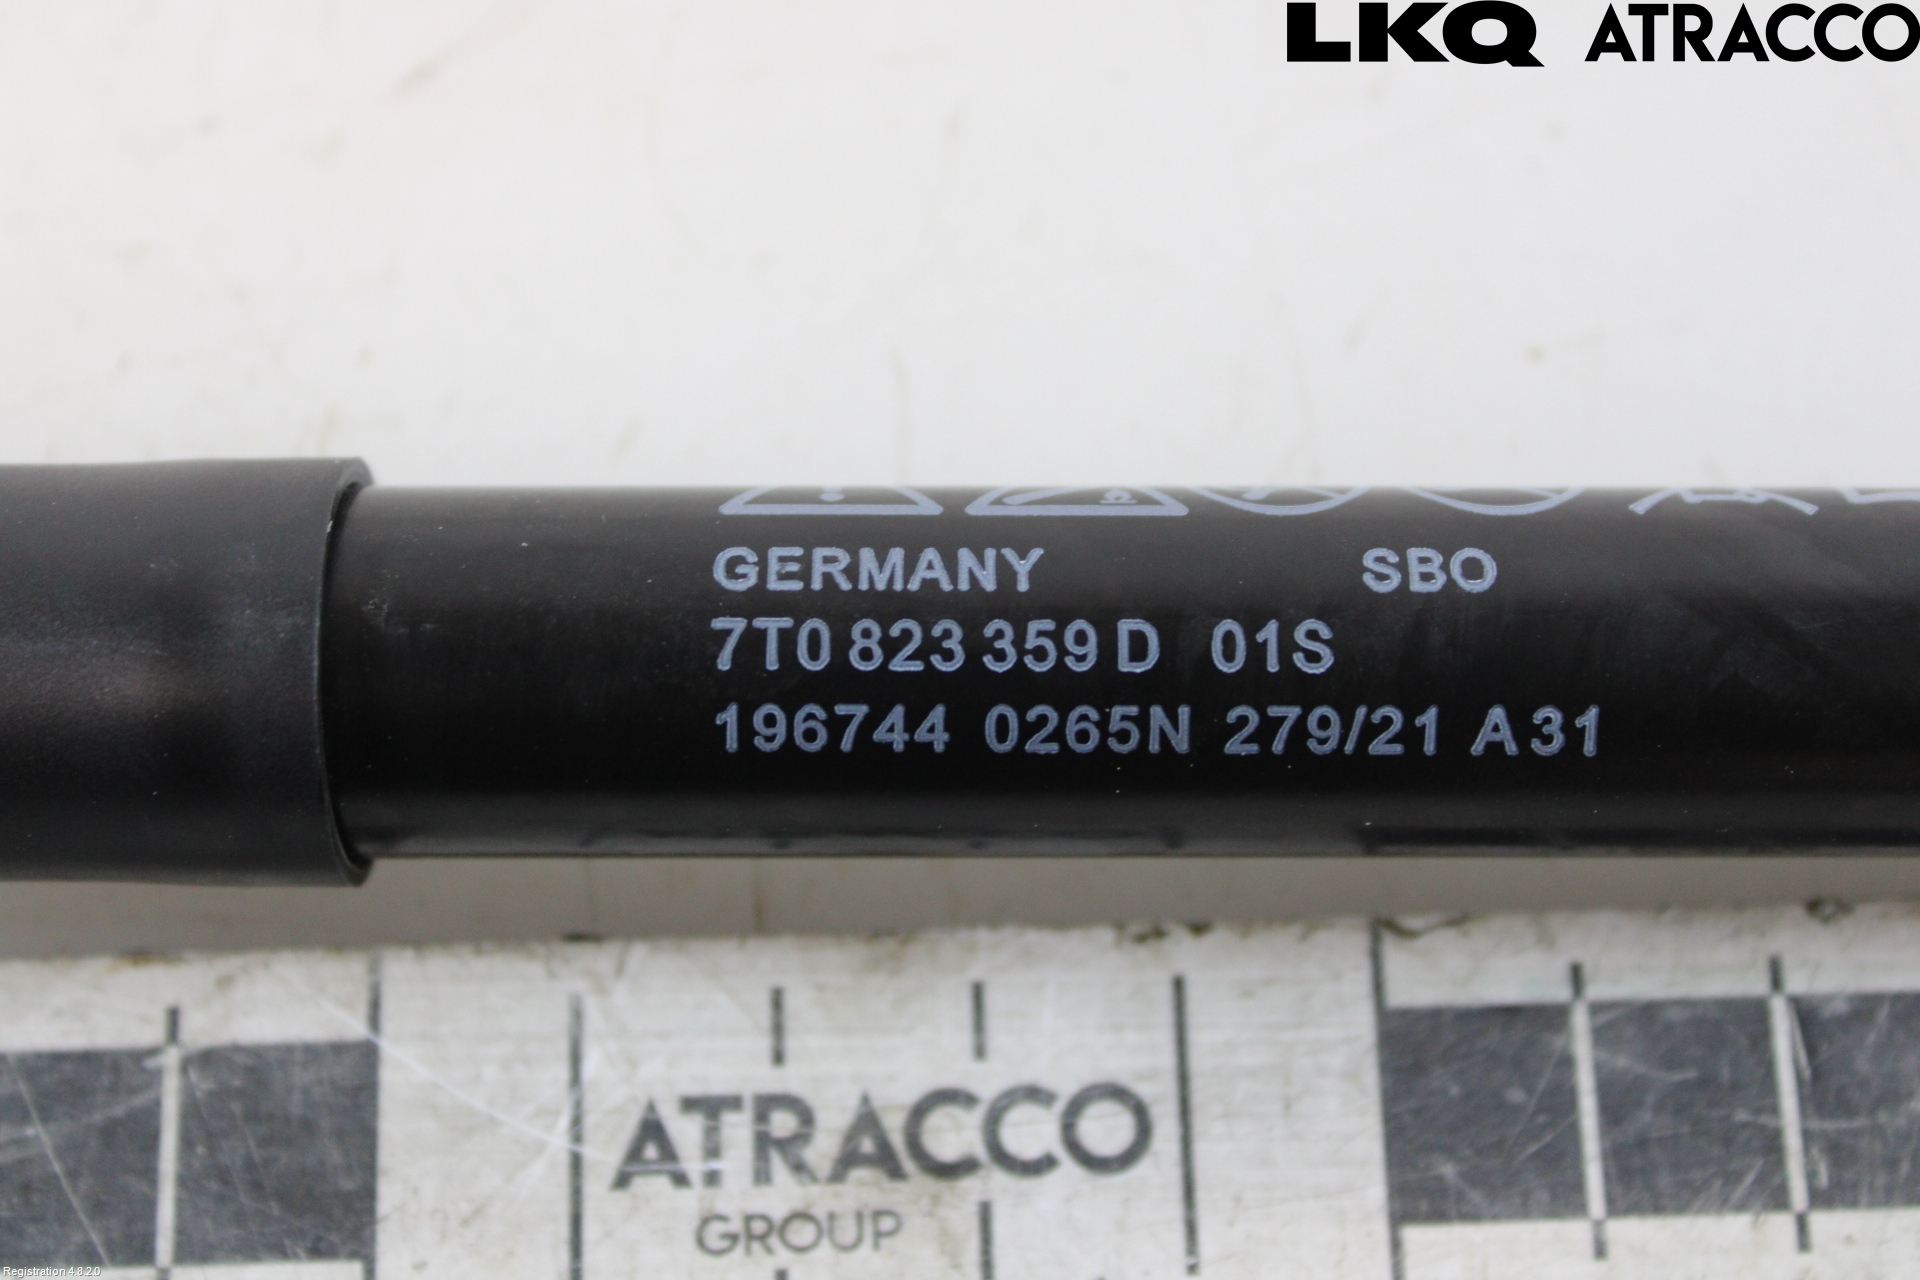 LKQ ATRACCO
GERMANY SBO
7T0 823 359 D 01S
196744 0265N 279/21 A31
ATRACCO
GROUP
Registration 4.8.2.0